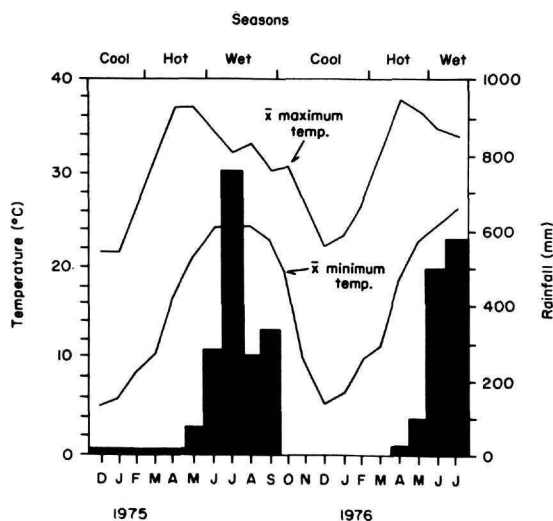 Seasons
Cool Hot Wet Cool Hot Wet
40 1000
x̄ maximum
temp.
30 800
Temperature (°C)
600
20
x̄ minimum
temp.
Rainfall (mm)
400
10
200
0 0
D J F M A M J J A S O N D J F M A M J J
1975 1976